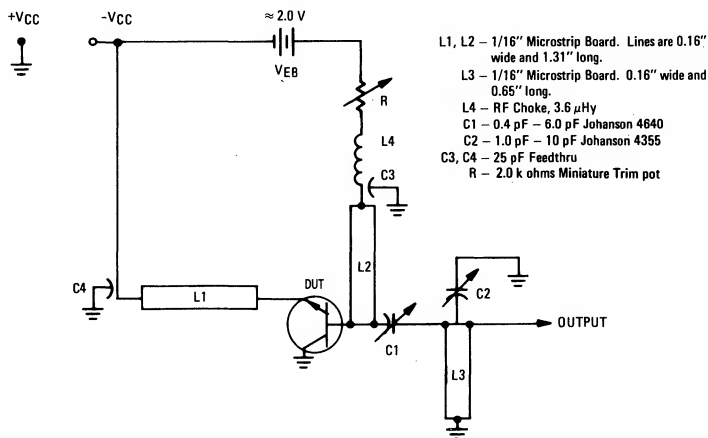 +VCC
-VCC
≈ 2.0 V
VEB
R
L4
C3
L2
C4
L1
DUT
C1
C2
OUTPUT
L3
L1, L2 – 1/16" Microstrip Board. Lines are 0.16"
wide and 1.31" long.
L3 – 1/16" Microstrip Board. 0.16" wide and
0.65" long.
L4 – RF Choke, 3.6 μHy
C1 – 0.4 pF – 6.0 pF Johanson 4640
C2 – 1.0 pF – 10 pF Johanson 4355
C3, C4 – 25 pF Feedthru
R – 2.0 k ohms Miniature Trim pot